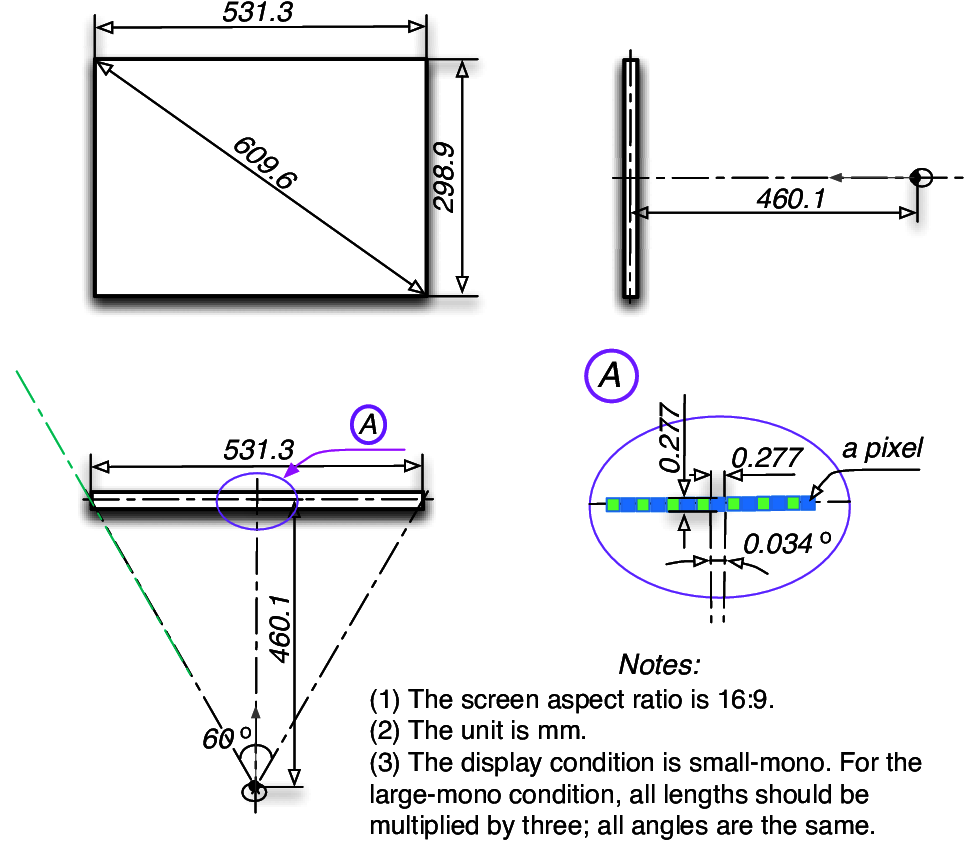 531.3
609.6
298.9
460.1
A
531.3
A
0.277
0.277
a pixel
0.034 °
460.1
60 °
Notes:
(1) The screen aspect ratio is 16:9.
(2) The unit is mm.
(3) The display condition is small-mono. For the
large-mono condition, all lengths should be
multiplied by three; all angles are the same.